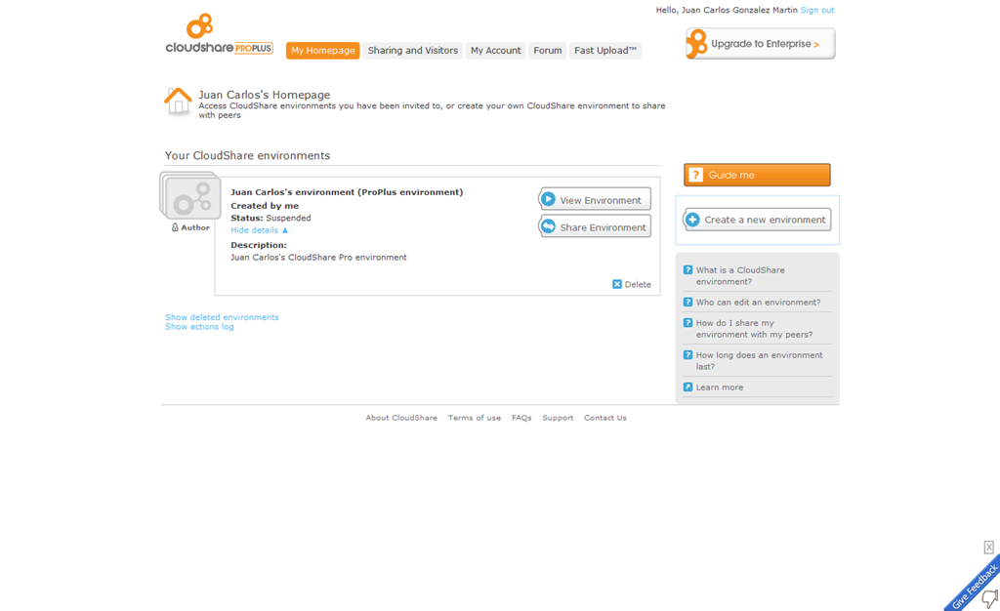 Hello, Juan Carlos Gonzalez Martin Sign out
cloudshare PROPLUS
My Homepage Sharing and Visitors My Account Forum Fast Upload™
Upgrade to Enterprise >
Juan Carlos's Homepage
Access CloudShare environments you have been invited to, or create your own CloudShare environment to share
with peers
Your CloudShare environments
Juan Carlos's environment (ProPlus environment)
Created by me
Status: Suspended
Hide details ▲
Description:
Juan Carlos's CloudShare Pro environment
Author
View Environment
Share Environment
Delete
Show deleted environments
Show actions log
? Guide me
Create a new environment
? What is a CloudShare
environment?
? Who can edit an environment?
? How do I share my
environment with my peers?
? How long does an environment
last?
Learn more
About CloudShare Terms of use FAQs Support Contact Us
X
Give Feedback